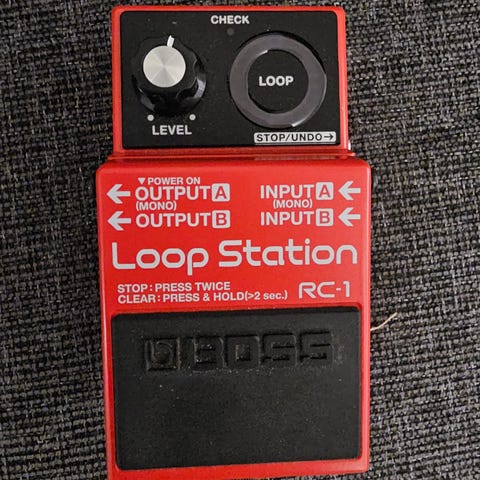 CHECK
LOOP
LEVEL
STOP/UNDO→
▼POWER ON
←OUTPUT A INPUT A←
(MONO) (MONO)
←OUTPUT B INPUT B←
Loop Station
STOP:PRESS TWICE
CLEAR:PRESS & HOLD(>2 sec.) RC-1
BOSS